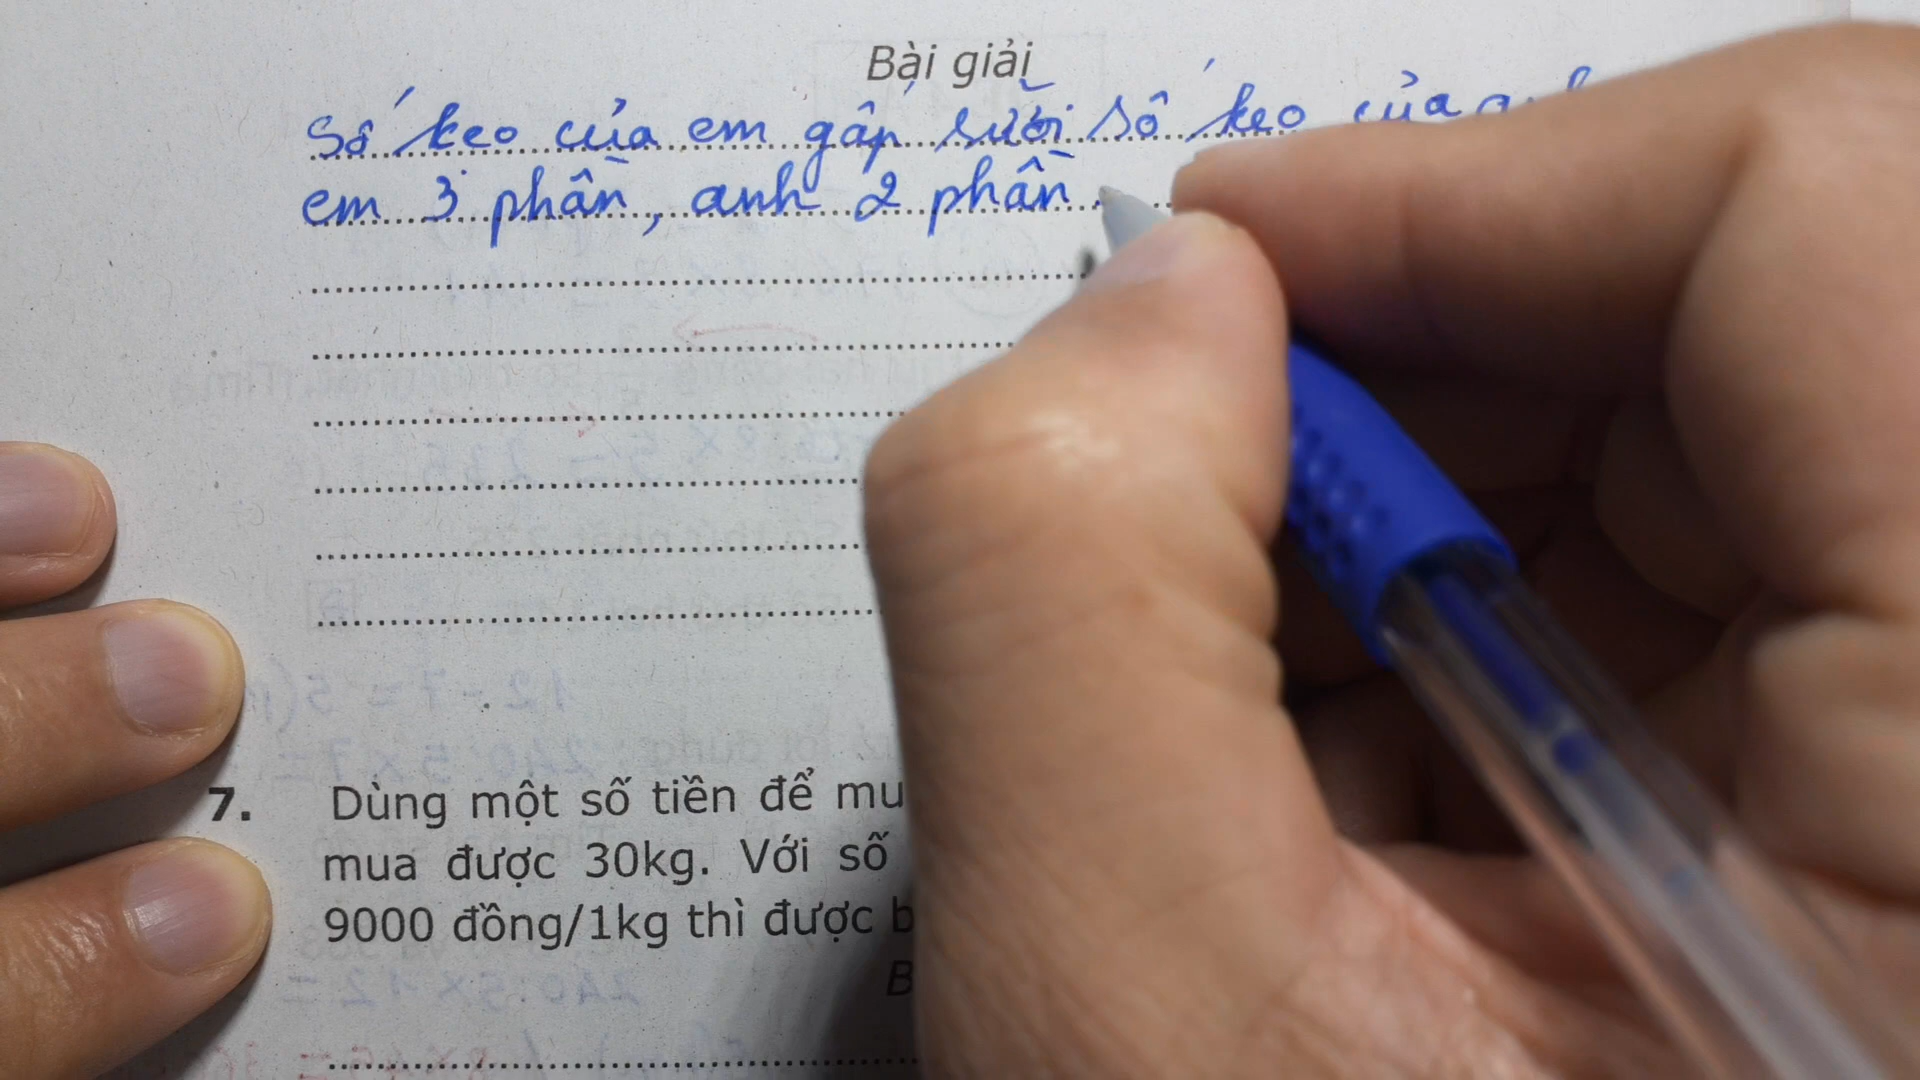 Bài giải
Số kẹo của em gấp rưỡi số kẹo của
em 3 phần, anh 2 phần.
7. Dùng một số tiền để mu
mua được 30kg. Với số
9000 đồng/1kg thì được b
B